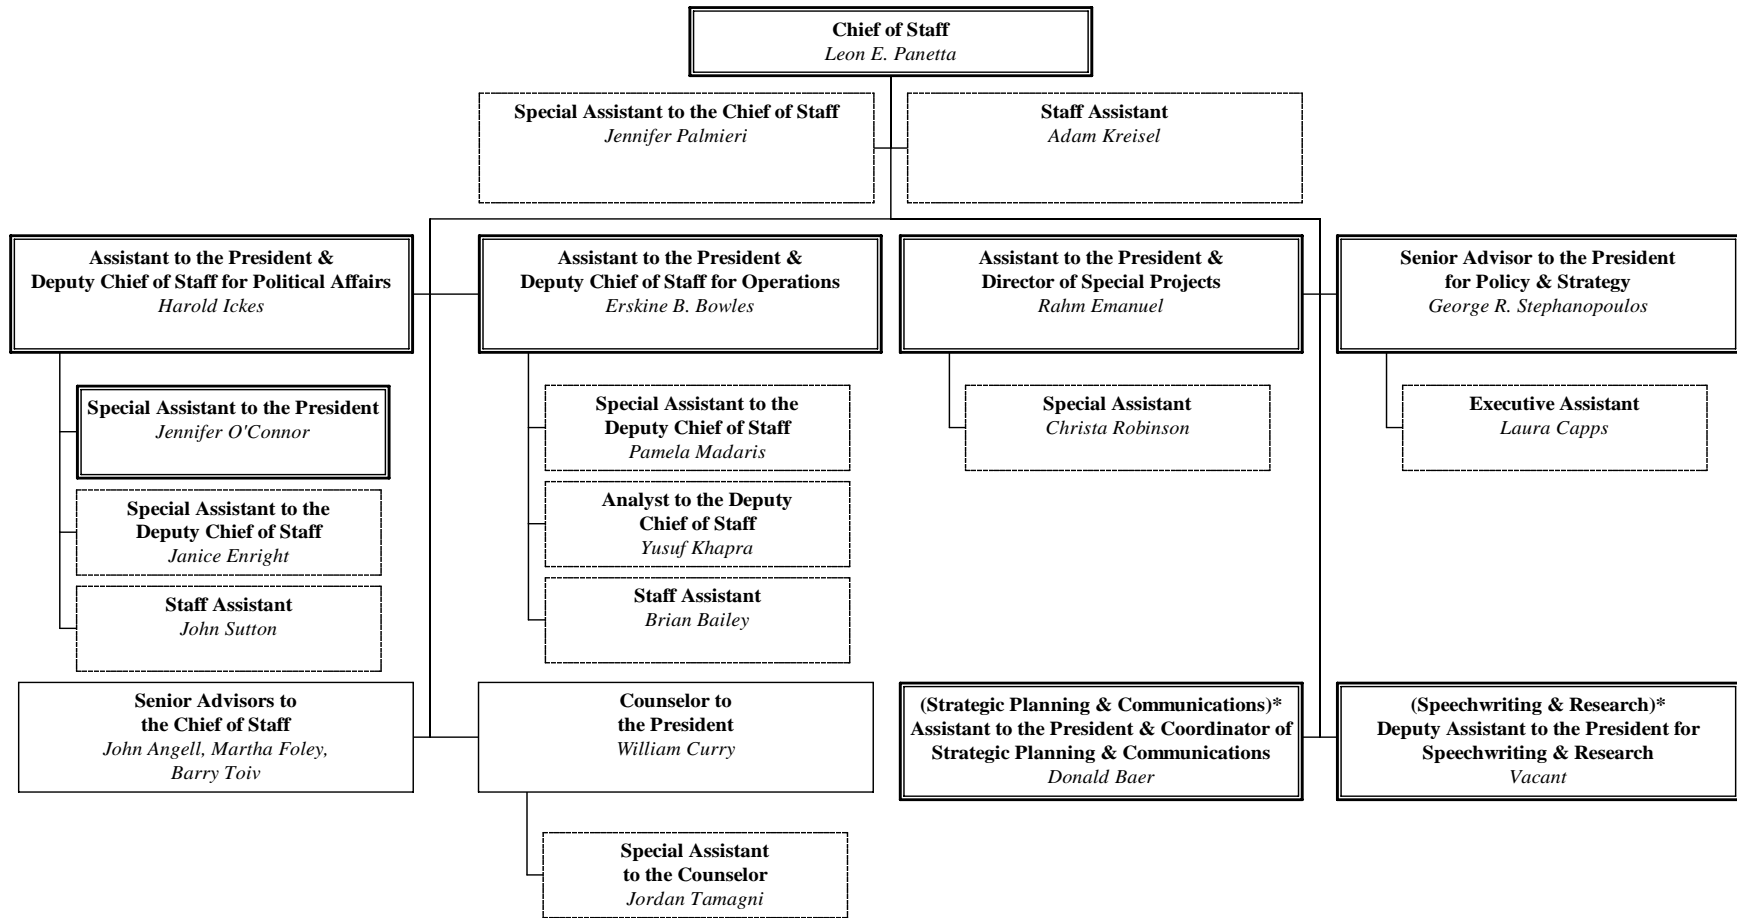 Chief of Staff
Leon E. Panetta
Special Assistant to the Chief of Staff
Jennifer Palmieri
Staff Assistant
Adam Kreisel
Assistant to the President &
Deputy Chief of Staff for Political Affairs
Harold Ickes
Assistant to the President &
Deputy Chief of Staff for Operations
Erskine B. Bowles
Assistant to the President &
Director of Special Projects
Rahm Emanuel
Senior Advisor to the President
for Policy & Strategy
George R. Stephanopoulos
Special Assistant to the President
Jennifer O'Connor
Special Assistant to the
Deputy Chief of Staff
Janice Enright
Staff Assistant
John Sutton
Special Assistant to the
Deputy Chief of Staff
Pamela Madaris
Analyst to the Deputy
Chief of Staff
Yusuf Khapra
Staff Assistant
Brian Bailey
Special Assistant
Christa Robinson
Executive Assistant
Laura Capps
Senior Advisors to
the Chief of Staff
John Angell, Martha Foley,
Barry Toiv
Counselor to
the President
William Curry
Special Assistant
to the Counselor
Jordan Tamagni
(Strategic Planning & Communications)*
Assistant to the President & Coordinator of
Strategic Planning & Communications
Donald Baer
(Speechwriting & Research)*
Deputy Assistant to the President for
Speechwriting & Research
Vacant